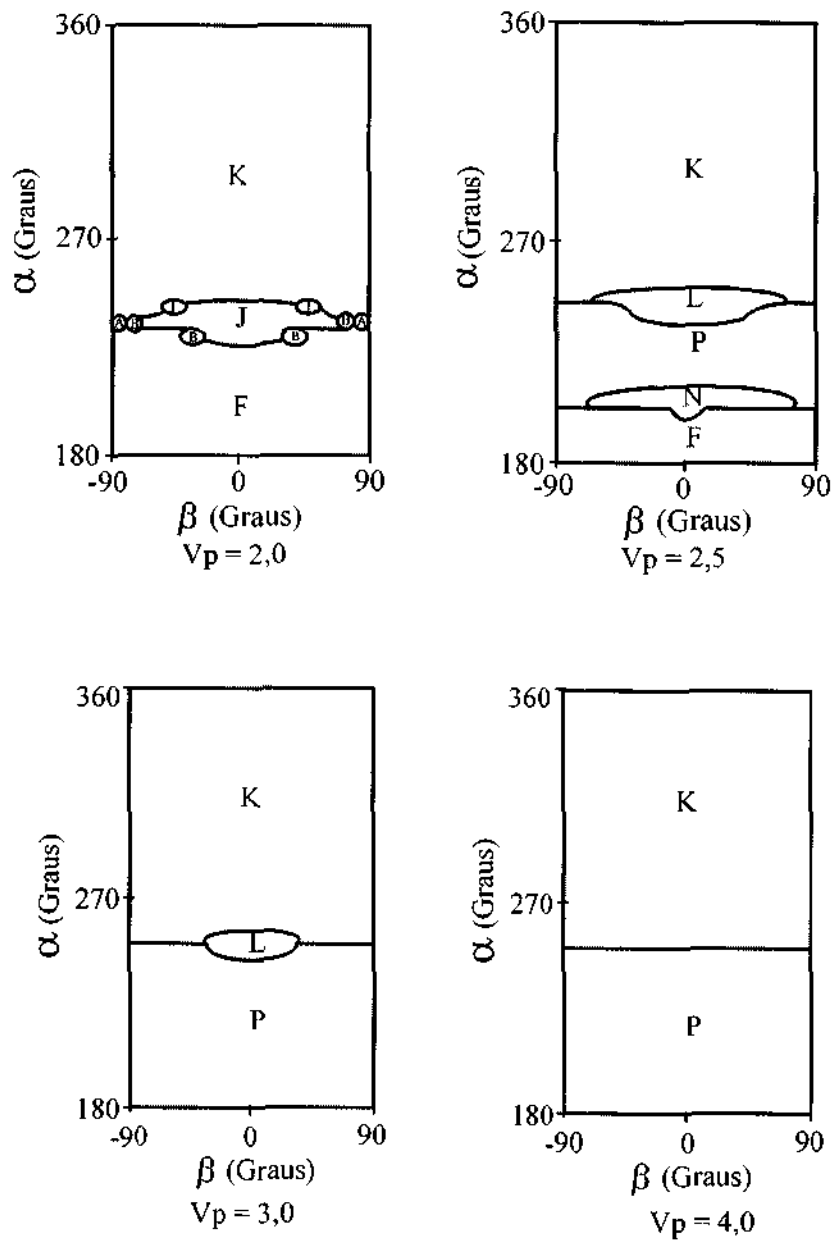 360
K
α (Graus)
270
I I
J
A B B A
B B
F
180
-90 0 90
β (Graus)
Vp = 2,0
360
K
α (Graus)
270
L
P
N
F
180
-90 0 90
β (Graus)
Vp = 2,5
360
K
α (Graus)
270
L
P
180
-90 0 90
β (Graus)
Vp = 3,0
360
K
α (Graus)
270
P
180
-90 0 90
β (Graus)
Vp = 4,0